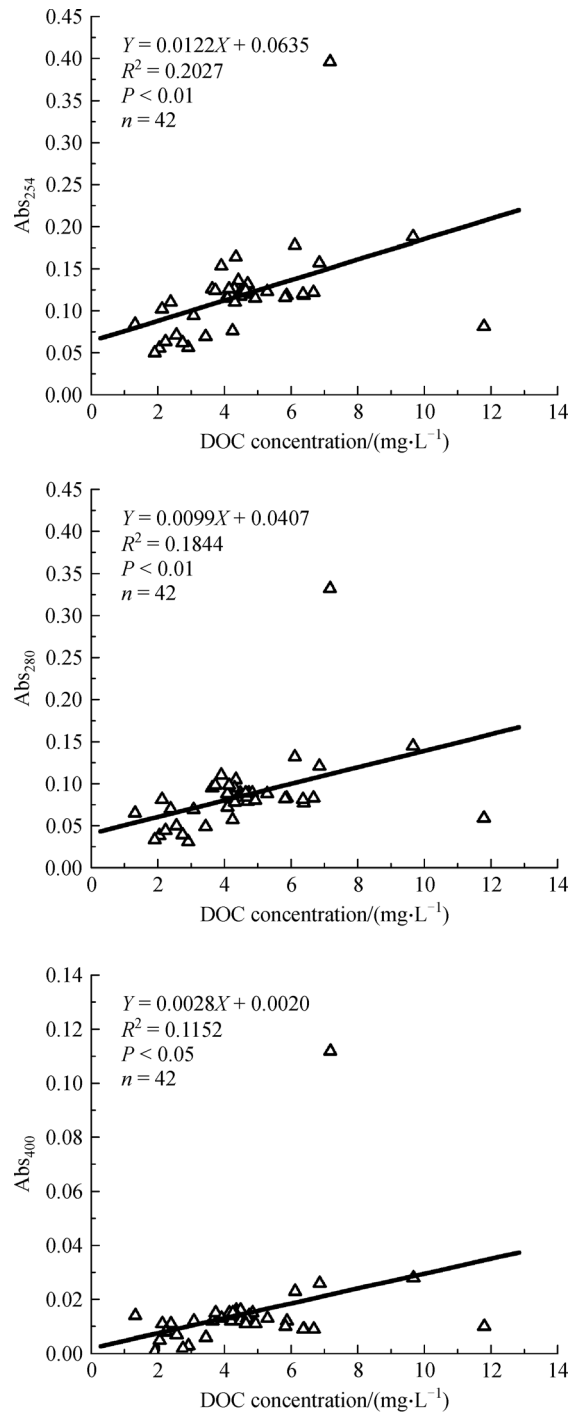 0.45
Y = 0.0122X + 0.0635
0.40
R² = 0.2027
P < 0.01
0.35
n = 42
0.30
0.25
Abs₂₅₄
0.20
0.15
0.10
0.05
0.00
0 2 4 6 8 10 12 14
DOC concentration/(mg·L⁻¹)
0.45
Y = 0.0099X + 0.0407
0.40
R² = 0.1844
P < 0.01
0.35
n = 42
0.30
0.25
Abs₂₈₀
0.20
0.15
0.10
0.05
0.00
0 2 4 6 8 10 12 14
DOC concentration/(mg·L⁻¹)
0.14
Y = 0.0028X + 0.0020
R² = 0.1152
0.12
P < 0.05
n = 42
0.10
0.08
Abs₄₀₀
0.06
0.04
0.02
0.00
0 2 4 6 8 10 12 14
DOC concentration/(mg·L⁻¹)